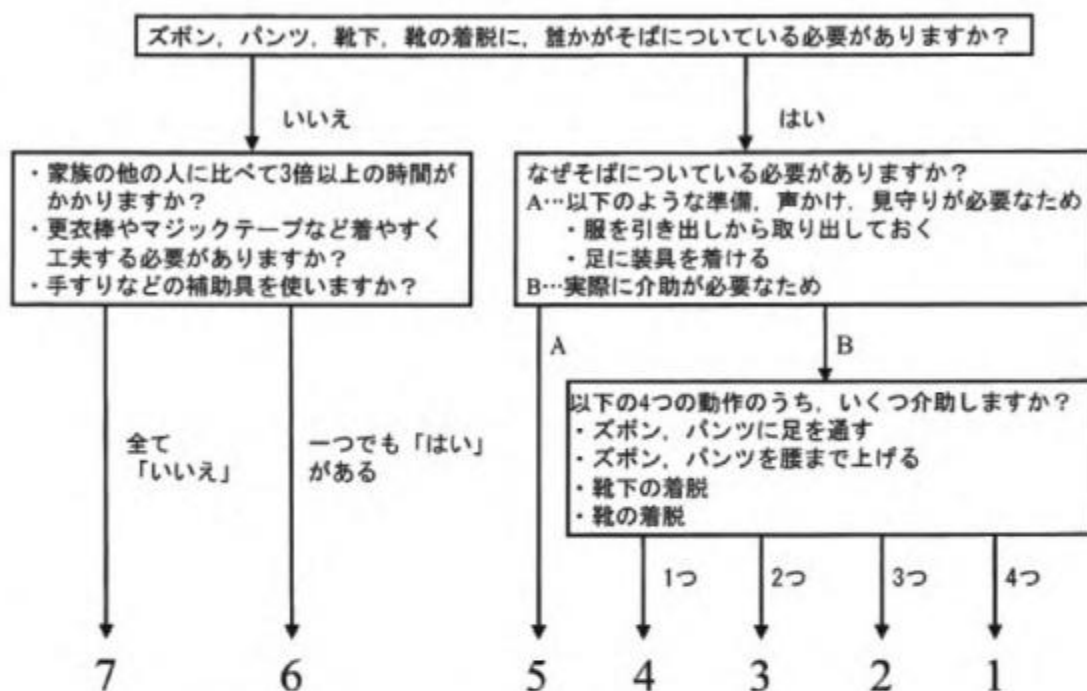 ズボン，パンツ，靴下，靴の着脱に，誰かがそばについている必要がありますか？
いいえ
はい
・家族の他の人に比べて3倍以上の時間が
かかりますか？
・更衣棒やマジックテープなど着やすく
工夫する必要がありますか？
・手すりなどの補助具を使いますか？
なぜそばについている必要がありますか？
A…以下のような準備，声かけ，見守りが必要なため
・服を引き出しから取り出しておく
・足に装具を着ける
B…実際に介助が必要なため
A
B
全て
「いいえ」
一つでも「はい」
がある
以下の4つの動作のうち，いくつ介助しますか？
・ズボン，パンツに足を通す
・ズボン，パンツを腰まで上げる
・靴下の着脱
・靴の着脱
1つ
2つ
3つ
4つ
7
6
5
4
3
2
1